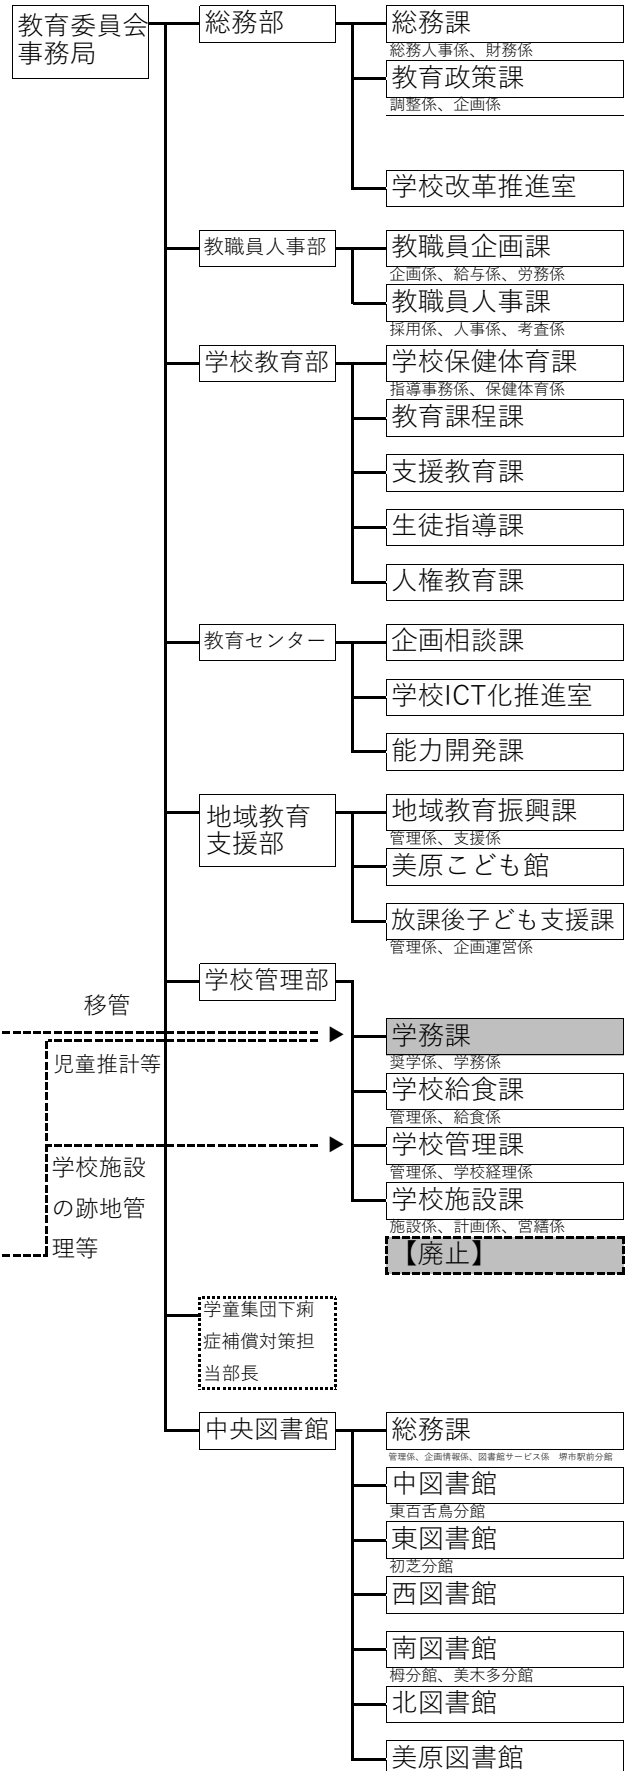 教育委員会
事務局
総務部
総務課
総務人事係、財務係
教育政策課
調整係、企画係
学校改革推進室
教職員人事部
教職員企画課
企画係、給与係、労務係
教職員人事課
採用係、人事係、考査係
学校教育部
学校保健体育課
指導事務係、保健体育係
教育課程課
支援教育課
生徒指導課
人権教育課
教育センター
企画相談課
学校ICT化推進室
能力開発課
地域教育
支援部
地域教育振興課
管理係、支援係
美原こども館
放課後子ども支援課
管理係、企画運営係
学校管理部
移管
学務課
奨学係、学務係
児童推計等
学校給食課
管理係、給食係
学校管理課
管理係、学校経理係
学校施設
の跡地管
理等
学校施設課
施設係、計画係、営繕係
【廃止】
学童集団下痢
症補償対策担
当部長
中央図書館
総務課
管理係、企画情報係、図書館サービス係　堺市駅前分館
中図書館
東百舌鳥分館
東図書館
初芝分館
西図書館
南図書館
栂分館、美木多分館
北図書館
美原図書館